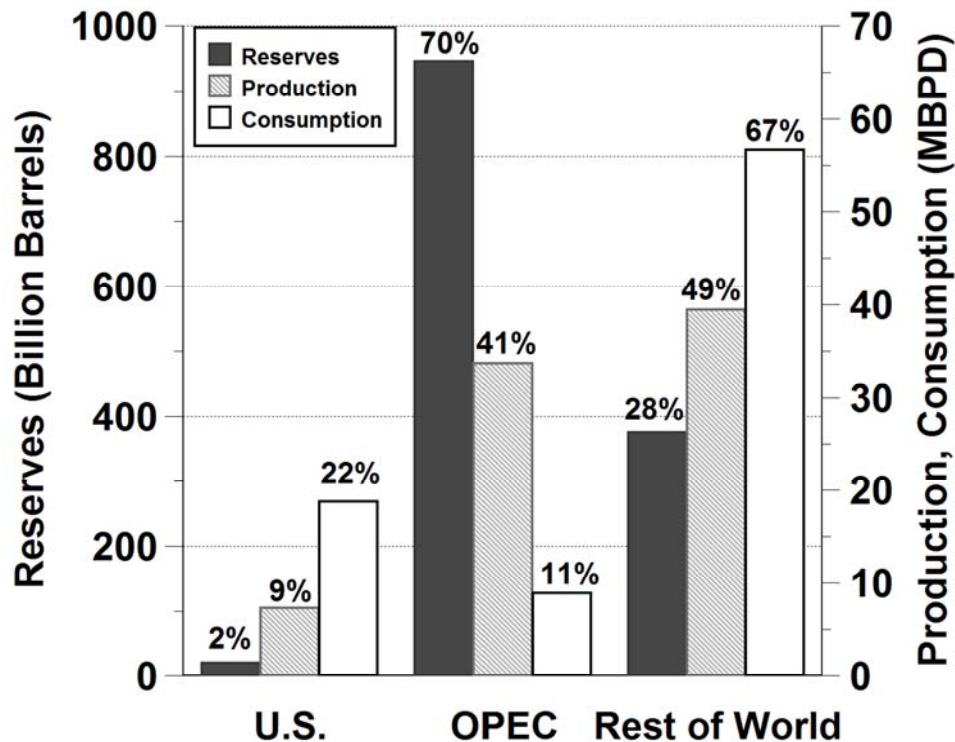 Reserves (Billion Barrels)
1000
800
600
400
200
0
Reserves
Production
Consumption
2%
9%
22%
70%
41%
11%
28%
49%
67%
U.S.
OPEC
Rest of World
70
60
50
40
30
20
10
0
Production, Consumption (MBPD)